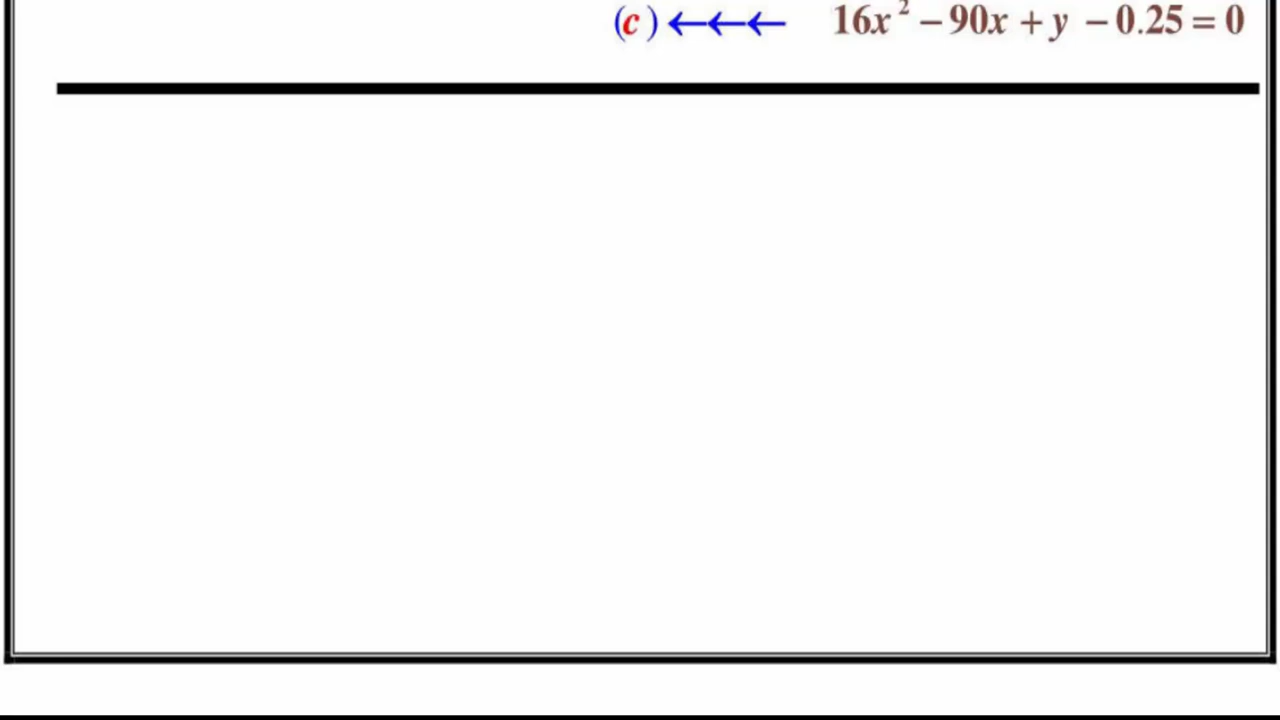 (c) ←←← 16x² − 90x + y − 0.25 = 0